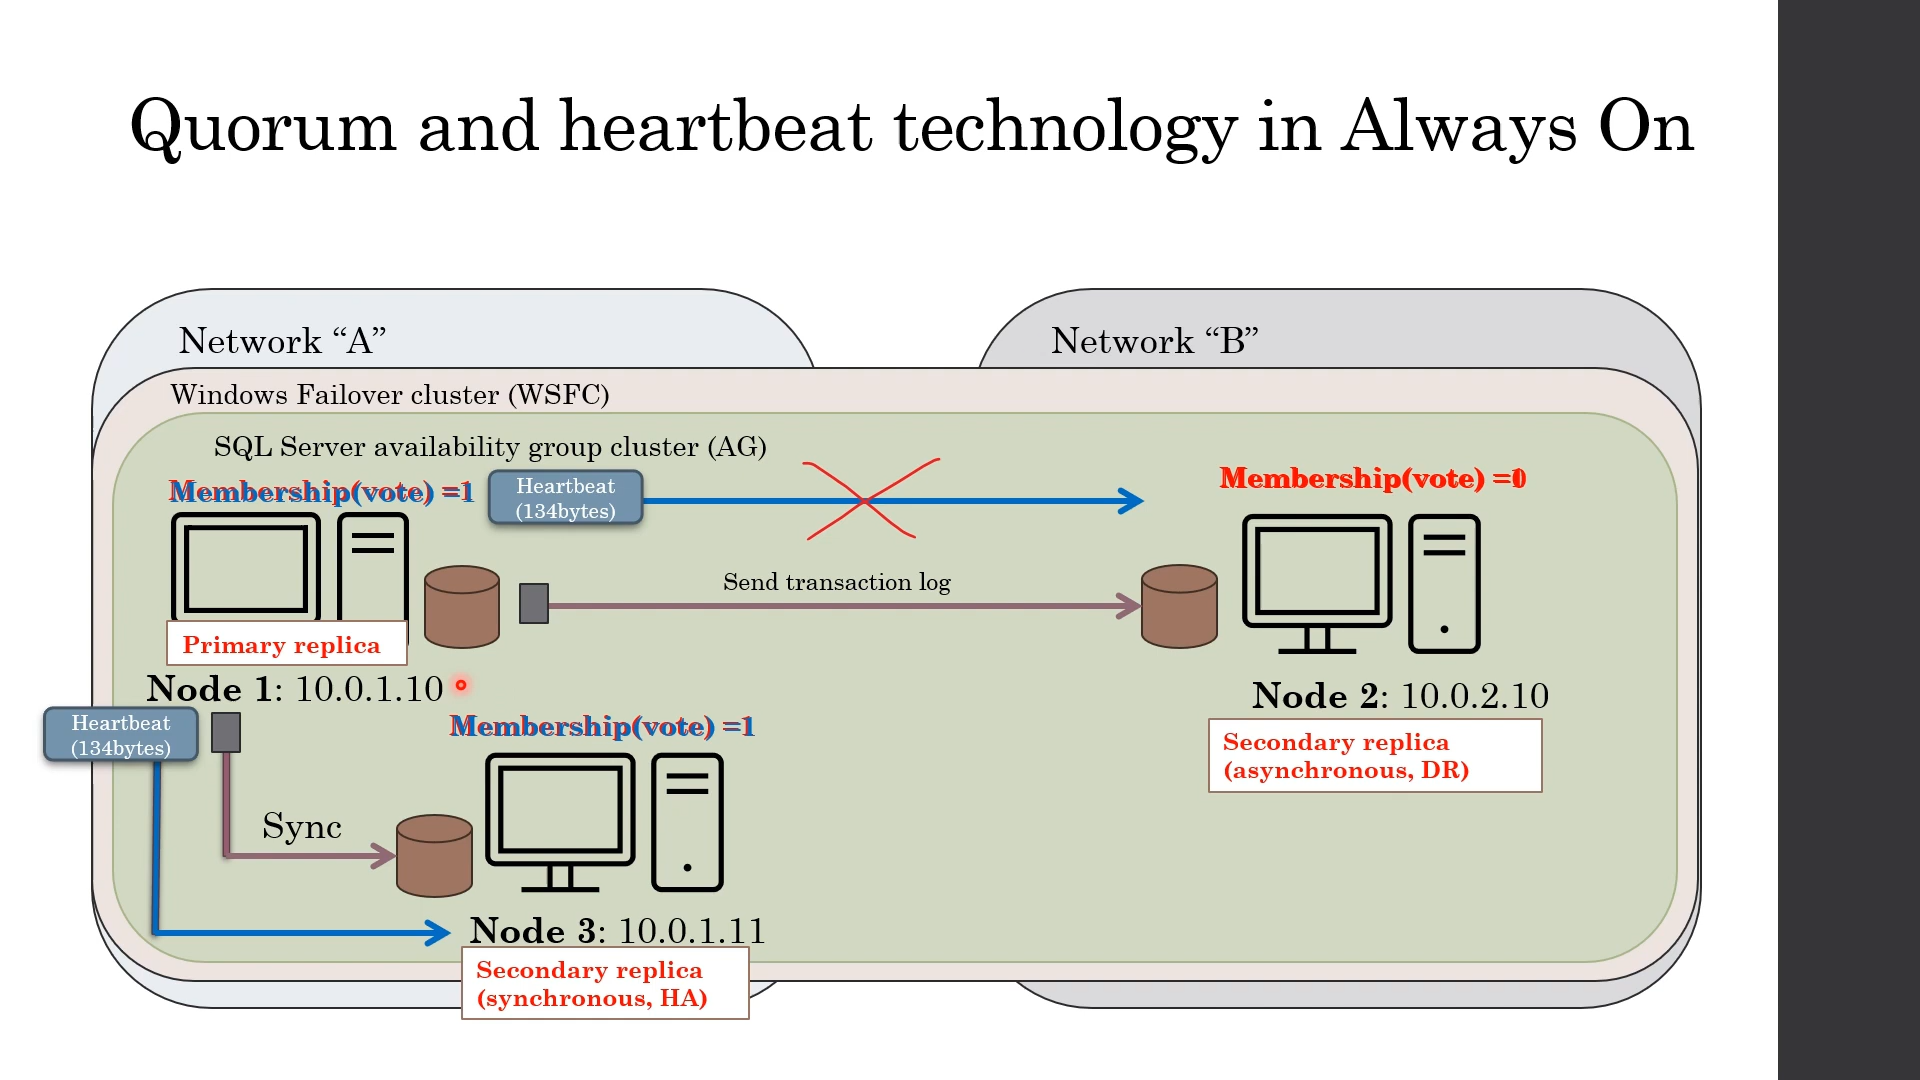 Quorum and heartbeat technology in Always On
Network “A”
Network “B”
Windows Failover cluster (WSFC)
SQL Server availability group cluster (AG)
Membership(vote) =1
Heartbeat
(134bytes)
Membership(vote) =0
Send transaction log
Primary replica
Node 1: 10.0.1.10
Node 2: 10.0.2.10
Heartbeat
(134bytes)
Membership(vote) =1
Secondary replica
(asynchronous, DR)
Sync
Node 3: 10.0.1.11
Secondary replica
(synchronous, HA)